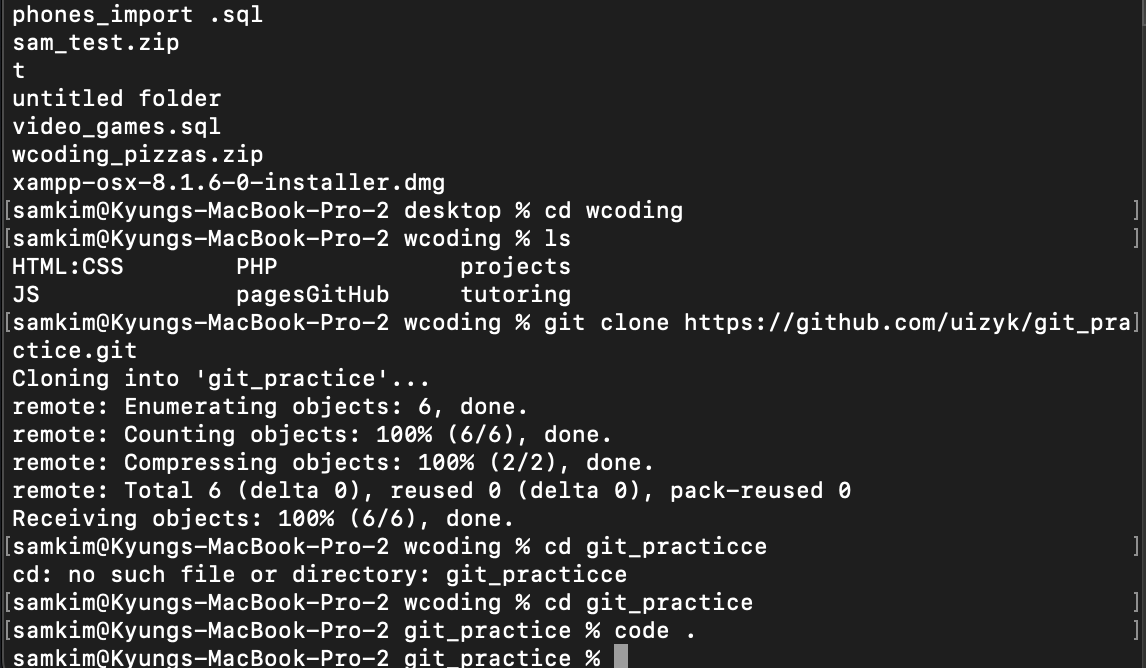 phones_import .sql
sam_test.zip
t
untitled folder
video_games.sql
wcoding_pizzas.zip
xampp-osx-8.1.6-0-installer.dmg
[samkim@Kyungs-MacBook-Pro-2 desktop % cd wcoding ]
[samkim@Kyungs-MacBook-Pro-2 wcoding % ls ]
HTML:CSS PHP projects
JS pagesGitHub tutoring
[samkim@Kyungs-MacBook-Pro-2 wcoding % git clone https://github.com/uizyk/git_pra]
ctice.git
Cloning into 'git_practice'...
remote: Enumerating objects: 6, done.
remote: Counting objects: 100% (6/6), done.
remote: Compressing objects: 100% (2/2), done.
remote: Total 6 (delta 0), reused 0 (delta 0), pack-reused 0
Receiving objects: 100% (6/6), done.
[samkim@Kyungs-MacBook-Pro-2 wcoding % cd git_practicce ]
cd: no such file or directory: git_practicce
[samkim@Kyungs-MacBook-Pro-2 wcoding % cd git_practice ]
[samkim@Kyungs-MacBook-Pro-2 git_practice % code . ]
samkim@Kyungs-MacBook-Pro-2 git_practice %